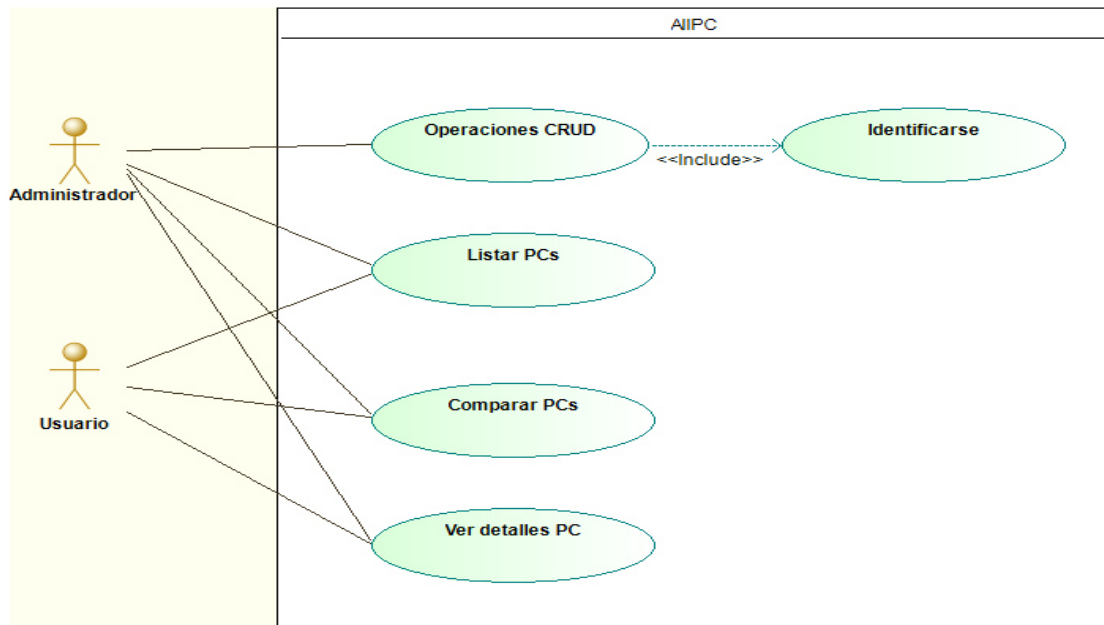 AllPC
Operaciones CRUD
Identificarse
<<Include>>
Administrador
Listar PCs
Usuario
Comparar PCs
Ver detalles PC